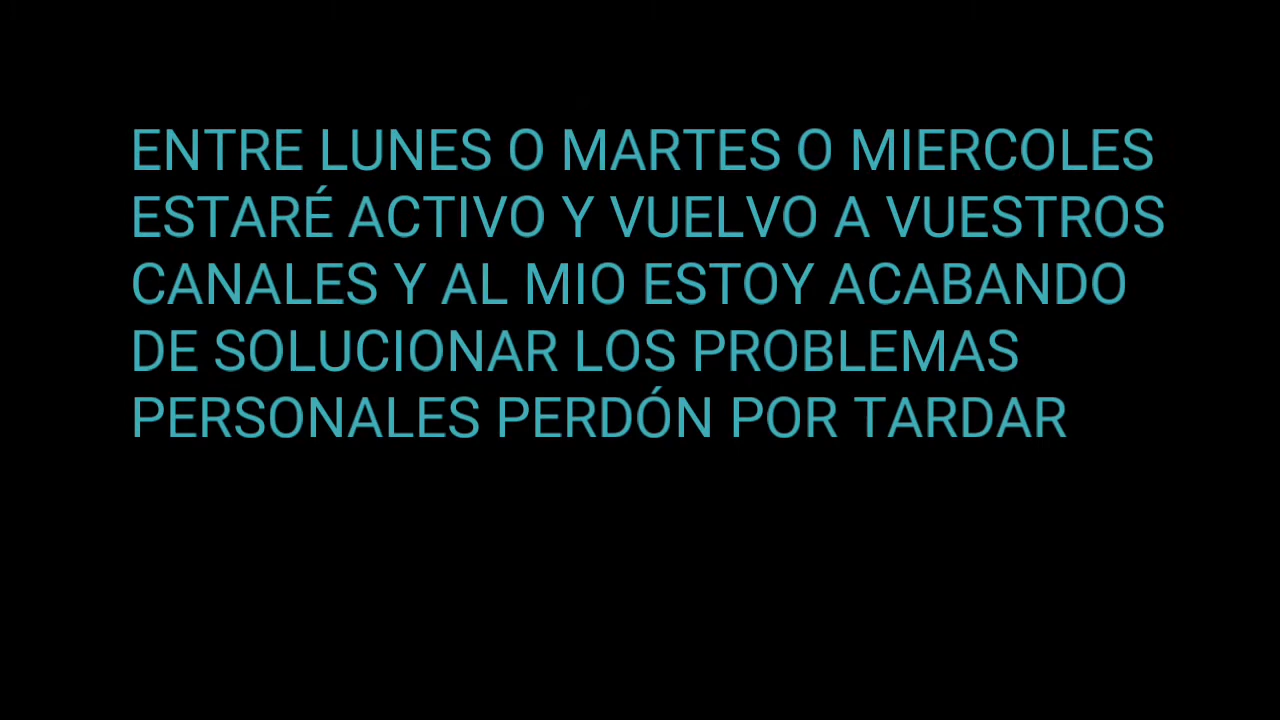 ENTRE LUNES O MARTES O MIERCOLES
ESTARÉ ACTIVO Y VUELVO A VUESTROS
CANALES Y AL MIO ESTOY ACABANDO
DE SOLUCIONAR LOS PROBLEMAS
PERSONALES PERDÓN POR TARDAR